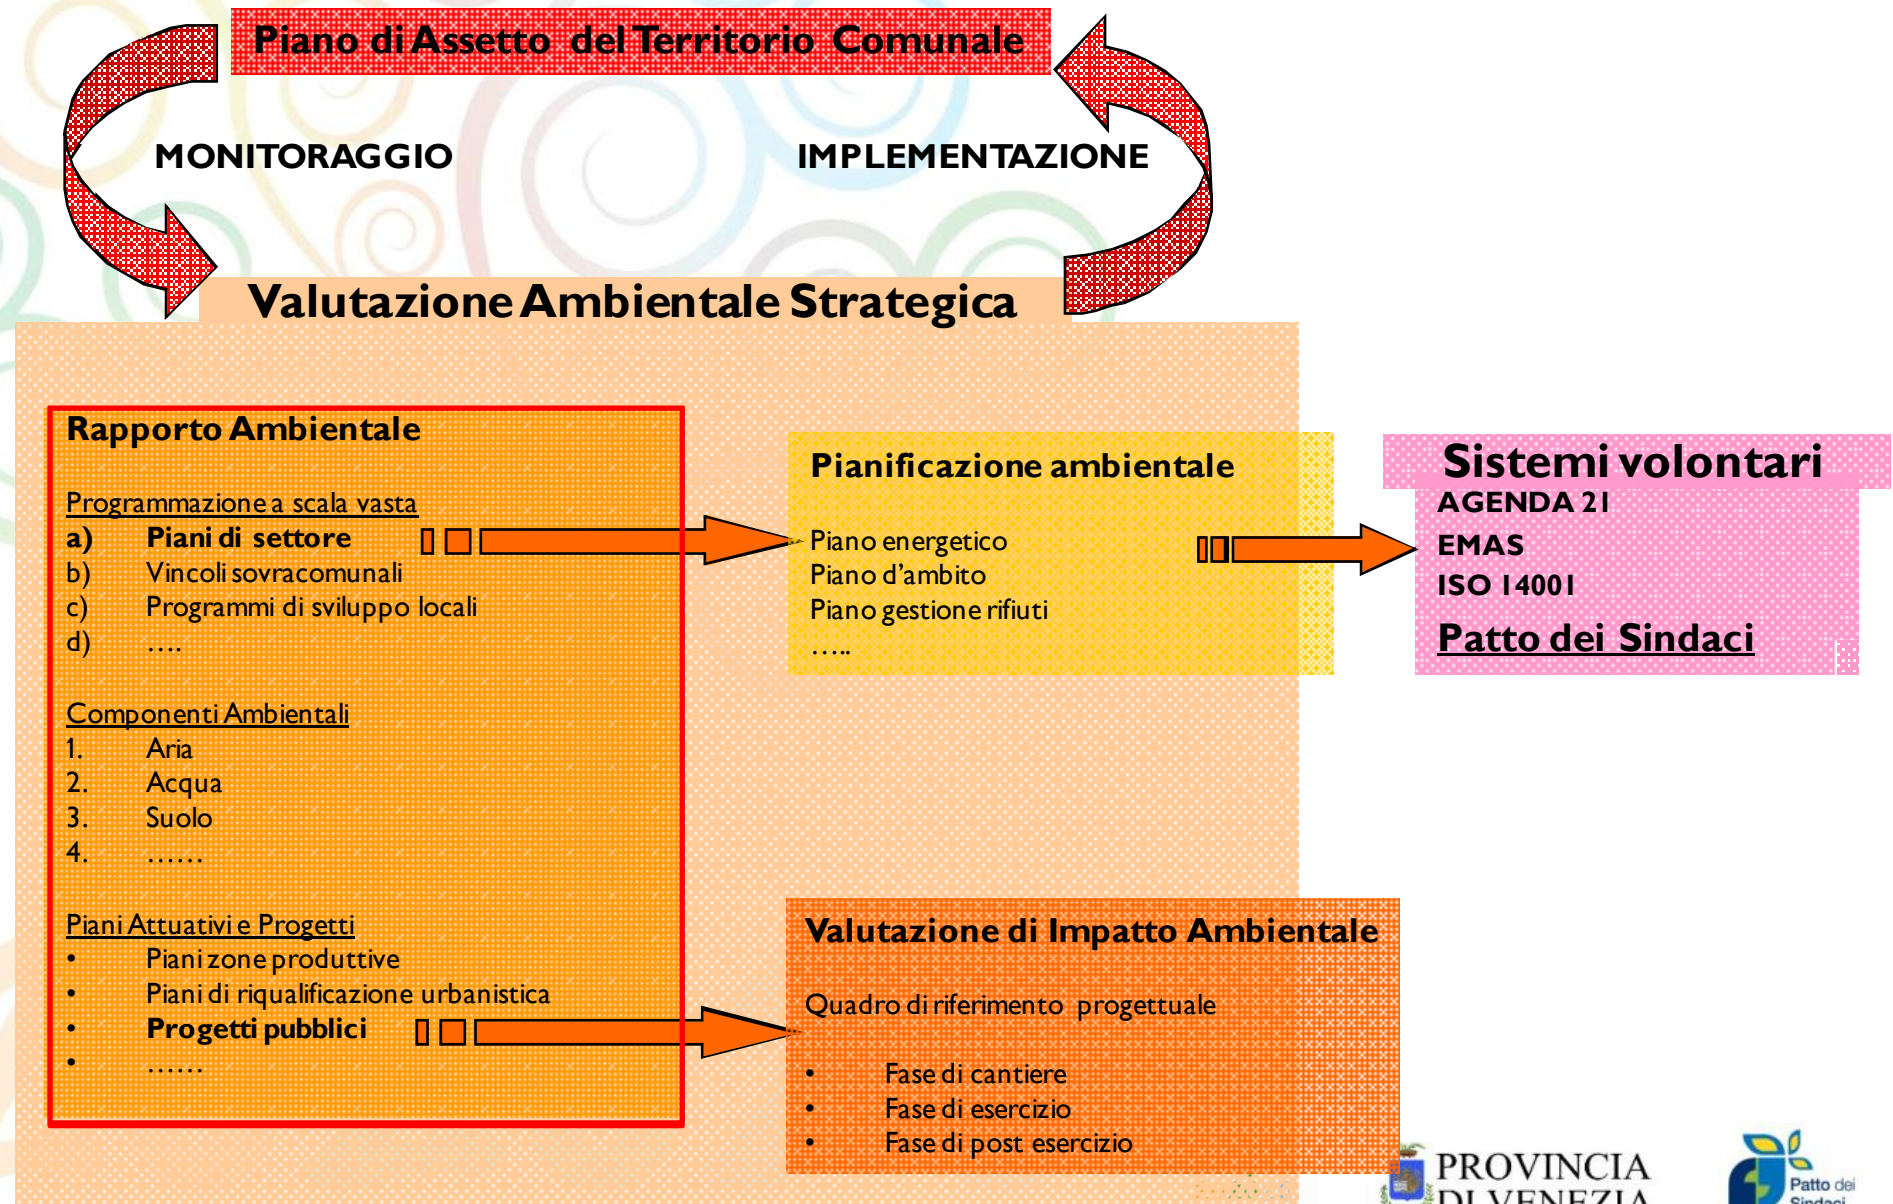 Piano di Assetto del Territorio Comunale
MONITORAGGIO
IMPLEMENTAZIONE
Valutazione Ambientale Strategica
Rapporto Ambientale
Programmazione a scala vasta
a) Piani di settore
b) Vincoli sovracomunali
c) Programmi di sviluppo locali
d) ….
Componenti Ambientali
1. Aria
2. Acqua
3. Suolo
4. ……
Piani Attuativi e Progetti
• Piani zone produttive
• Piani di riqualificazione urbanistica
• Progetti pubblici
• ……
Pianificazione ambientale
Piano energetico
Piano d’ambito
Piano gestione rifiuti
…..
Sistemi volontari
AGENDA 21
EMAS
ISO 14001
Patto dei Sindaci
Valutazione di Impatto Ambientale
Quadro di riferimento progettuale
• Fase di cantiere
• Fase di esercizio
• Fase di post esercizio
PROVINCIA
DI VENEZIA
Patto dei
Sindaci